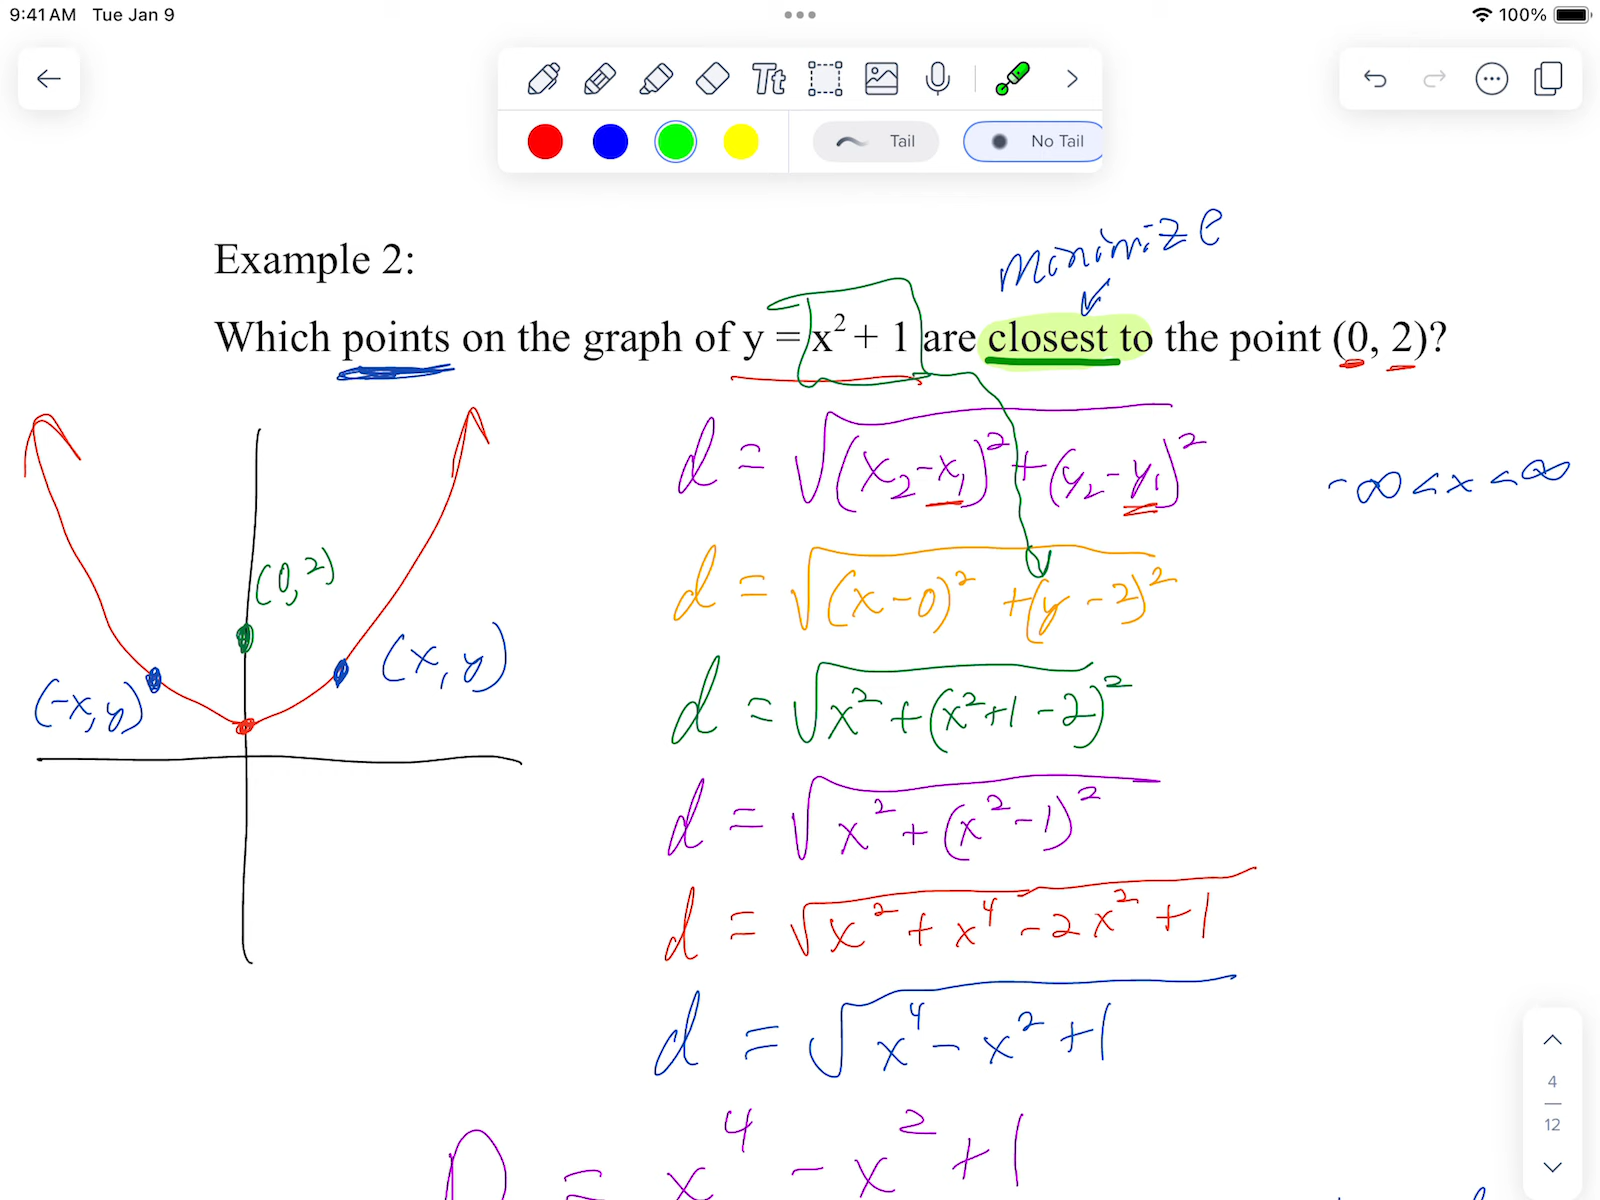 9:41 AM Tue Jan 9
100%
Tt
Tail
No Tail
minimize
Example 2:
Which points on the graph of y = x² + 1 are closest to the point (0, 2)?
d = √(x₂-x₁)² + (y₂-y₁)²
-∞ < x < ∞
(0, 2)
d = √(x-0)² + (y-2)²
(x, y)
(-x, y)
d = √x² + (x²+1-2)²
d = √x² + (x²-1)²
d = √x² + x⁴ - 2x² + 1
d = √x⁴ - x² + 1
D = x⁴ - x² + 1
4
12